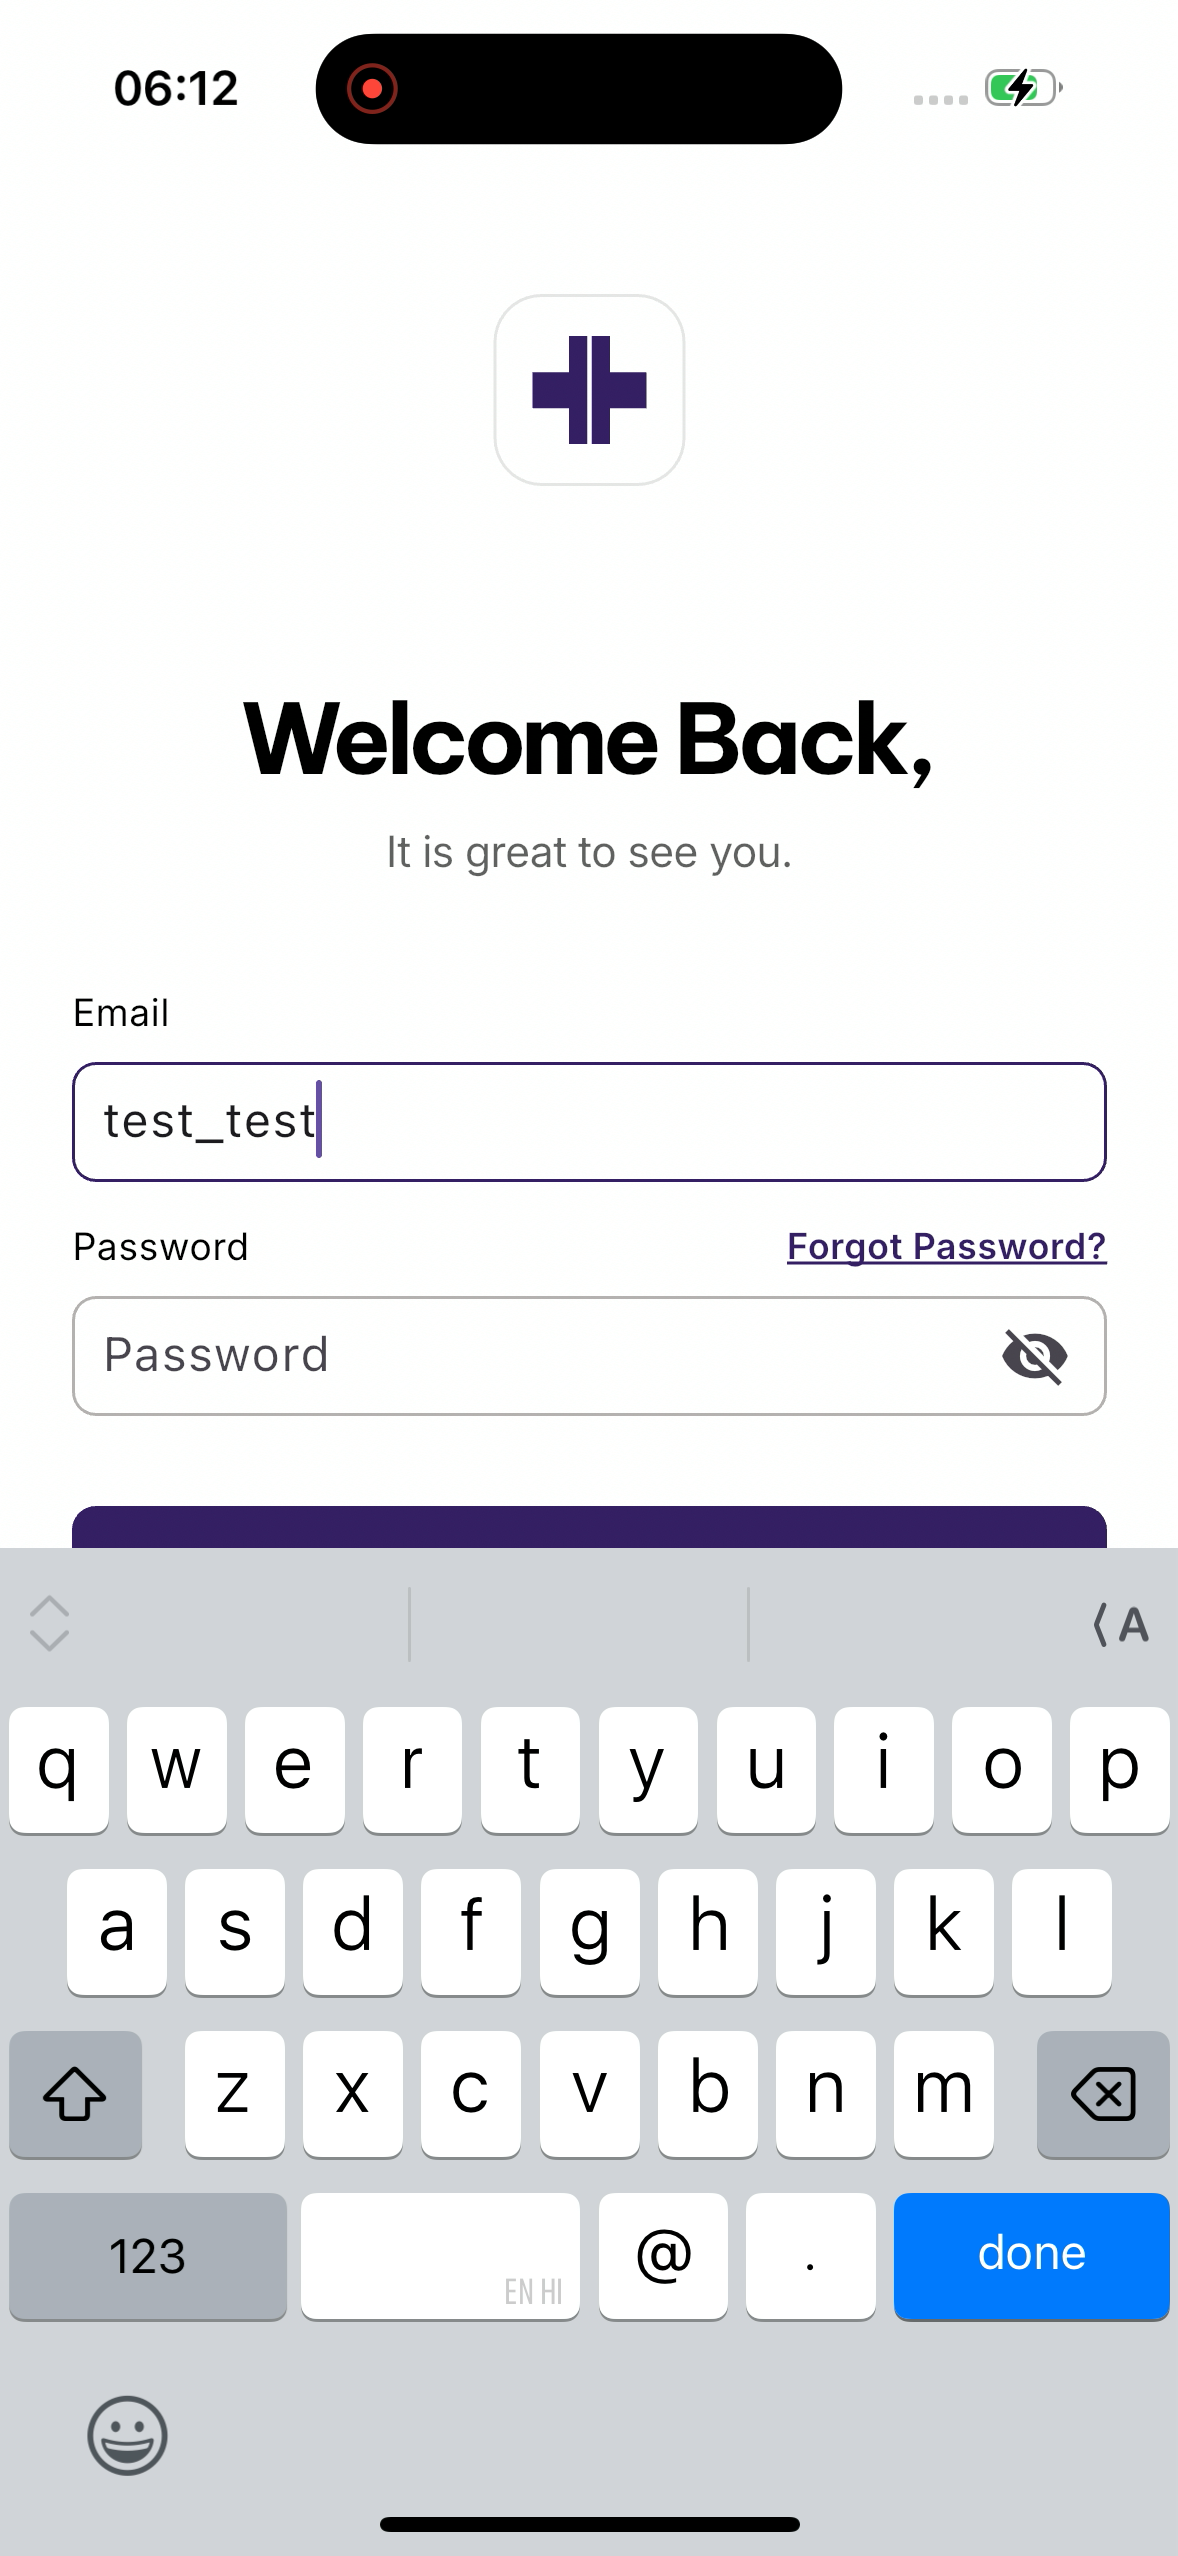 06:12
Welcome Back,
It is great to see you.
Email
test_test
Password
Forgot Password?
Password
A
q w e r t y u i o p
a s d f g h j k l
z x c v b n m
123
EN HI
@
.
done